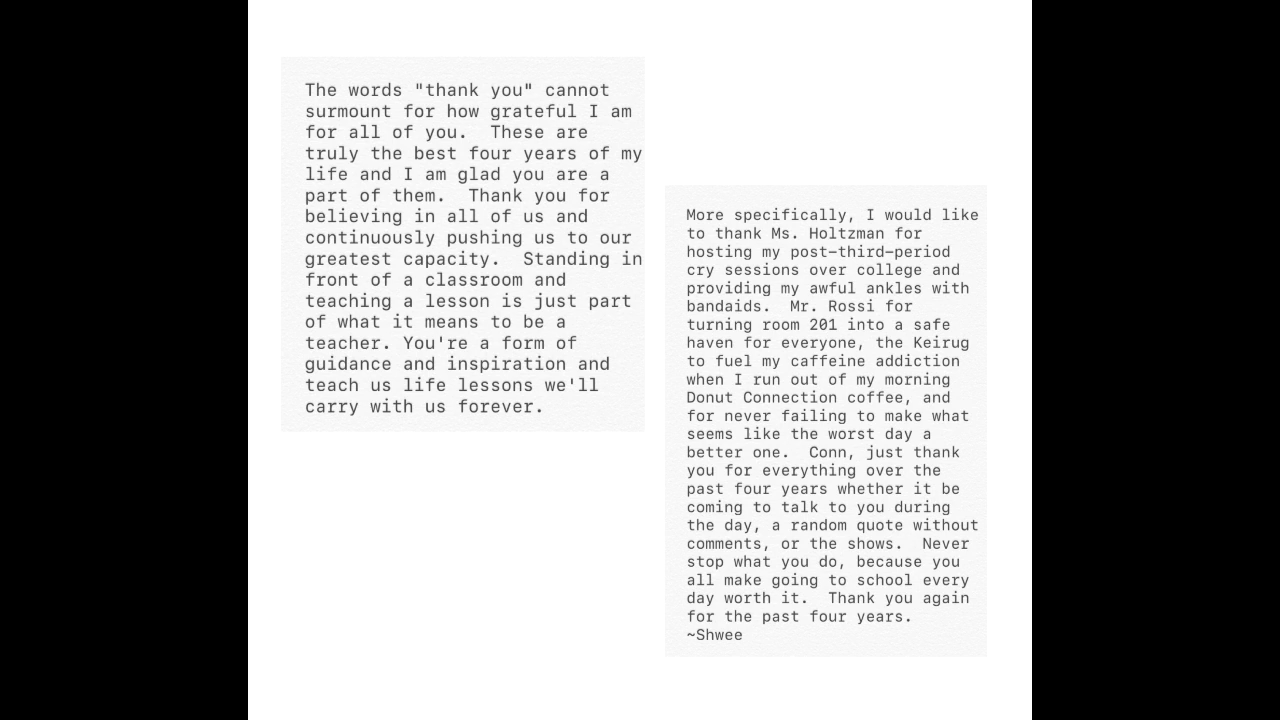 The words "thank you" cannot
surmount for how grateful I am
for all of you.  These are
truly the best four years of my
life and I am glad you are a
part of them.  Thank you for
believing in all of us and
continuously pushing us to our
greatest capacity.  Standing in
front of a classroom and
teaching a lesson is just part
of what it means to be a
teacher. You're a form of
guidance and inspiration and
teach us life lessons we'll
carry with us forever.
More specifically, I would like
to thank Ms. Holtzman for
hosting my post-third-period
cry sessions over college and
providing my awful ankles with
bandaids.  Mr. Rossi for
turning room 201 into a safe
haven for everyone, the Keirug
to fuel my caffeine addiction
when I run out of my morning
Donut Connection coffee, and
for never failing to make what
seems like the worst day a
better one.  Conn, just thank
you for everything over the
past four years whether it be
coming to talk to you during
the day, a random quote without
comments, or the shows.  Never
stop what you do, because you
all make going to school every
day worth it.  Thank you again
for the past four years.
~Shwee